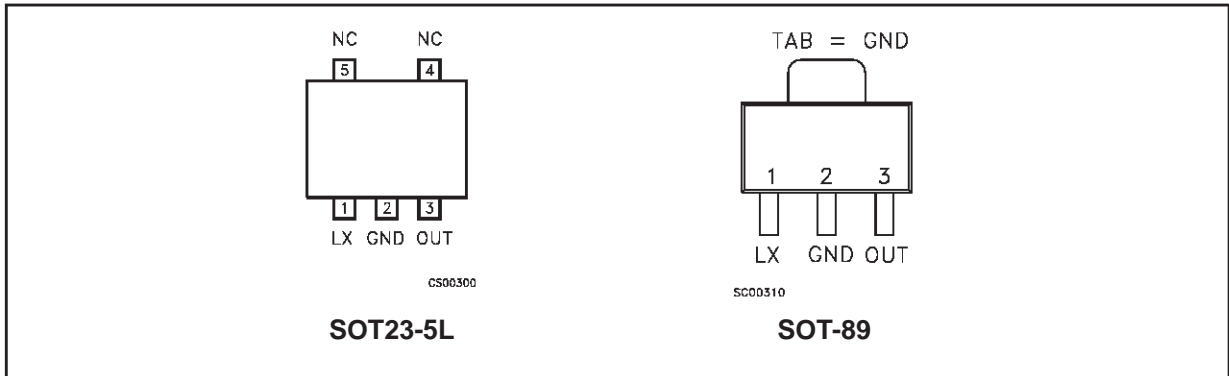 NC NC
5 4
1 2 3
LX GND OUT
CS00300
SOT23-5L
TAB = GND
1 2 3
LX GND OUT
SC00310
SOT-89